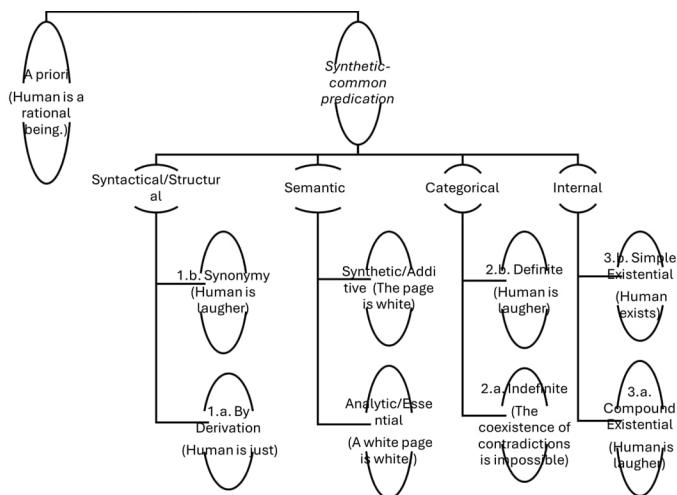 A priori
(Human is a
rational
being.)
Synthetic-
common
predication
Syntactical/Structur
al
Semantic
Categorical
Internal
1.b. Synonymy
(Human is
laugher)
Synthetic/Addi
tive (The page
is white)
2.b. Definite
(Human is
laugher)
3.b. Simple
Existential
(Human
exists)
1.a. By
Derivation
(Human is just)
Analytic/Esse
ntial
(A white page
is white.)
2.a. Indefinite
(The
coexistence of
contradictions
is impossible)
3.a.
Compound
Existential
(Human is
laugher)